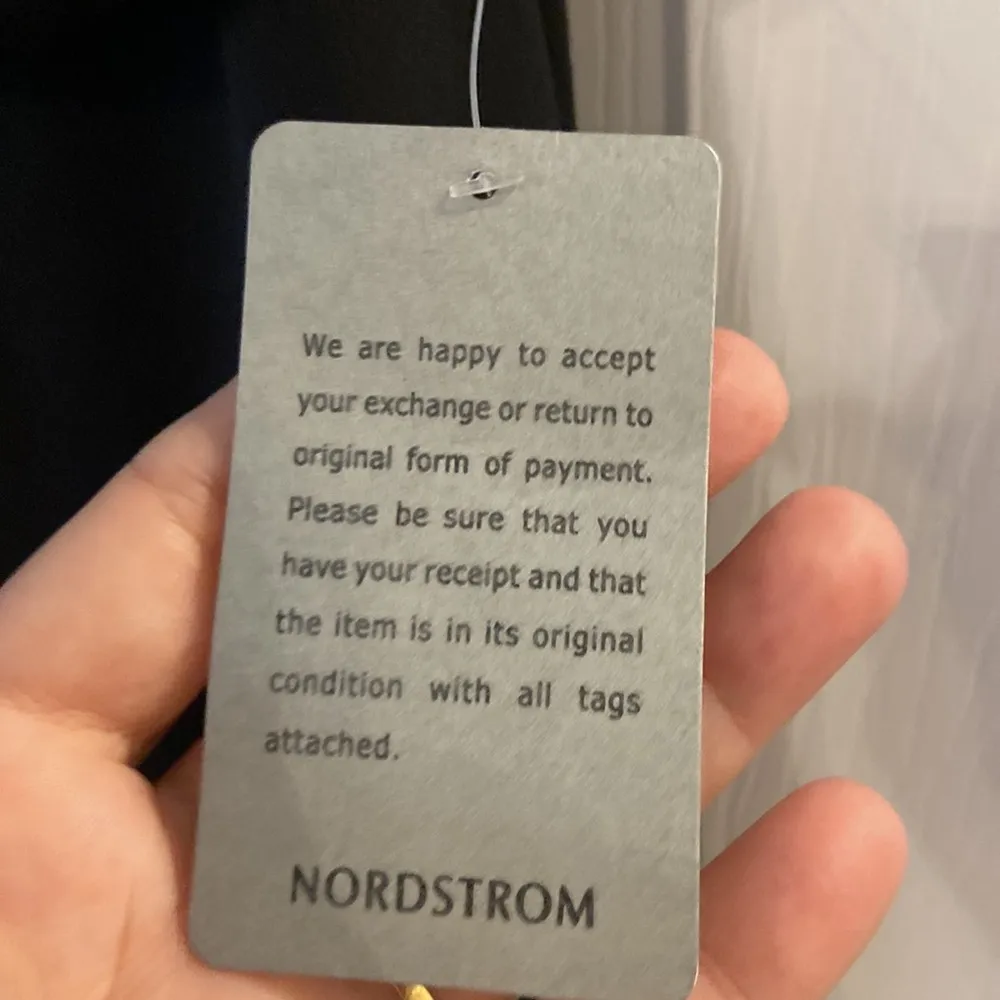 We are happy to accept
your exchange or return to
original form of payment.
Please be sure that you
have your receipt and that
the item is in its original
condition with all tags
attached.
NORDSTROM